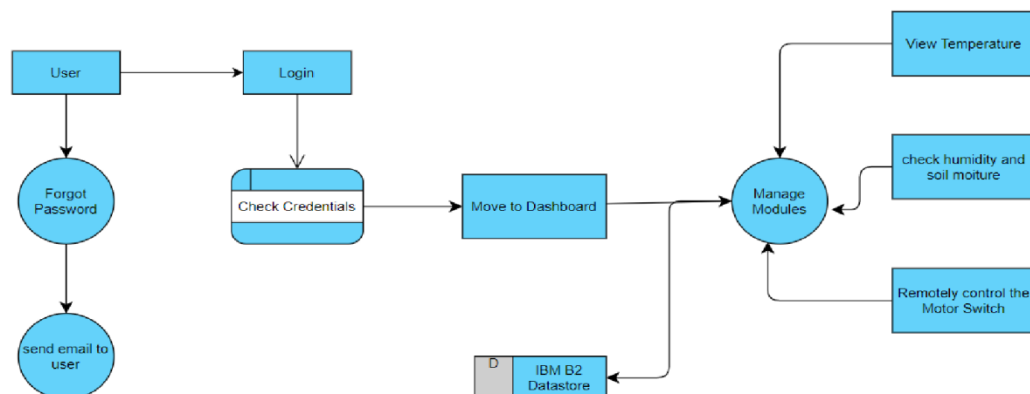 View Temperature
User
Login
check humidity and
soil moiture
Forgot
Password
Check Credentials
Move to Dashboard
Manage
Modules
Remotely control the
Motor Switch
send email to
user
D
IBM B2
Datastore